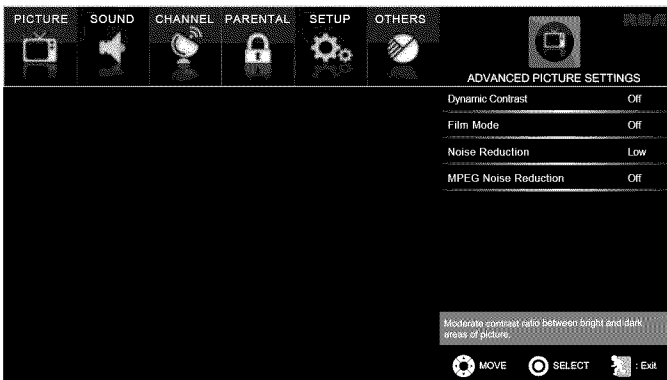 PICTURE SOUND CHANNEL PARENTAL SETUP OTHERS
RCA
ADVANCED PICTURE SETTINGS
Dynamic Contrast Off
Film Mode Off
Noise Reduction Low
MPEG Noise Reduction Off
Moderate contrast ratio between bright and dark
areas of picture.
MOVE SELECT : Exit